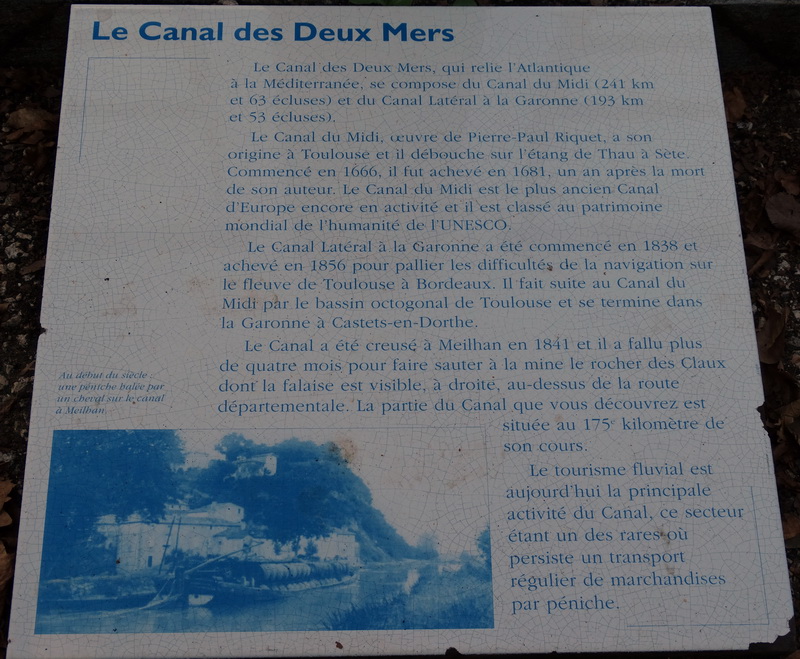 Le Canal des Deux Mers
Le Canal des Deux Mers, qui relie l'Atlantique
à la Méditerranée, se compose du Canal du Midi (241 km
et 63 écluses) et du Canal Latéral à la Garonne (193 km
et 53 écluses).
Le Canal du Midi, œuvre de Pierre-Paul Riquet, a son
origine à Toulouse et il débouche sur l'étang de Thau à Sète.
Commencé en 1666, il fut achevé en 1681, un an après la mort
de son auteur. Le Canal du Midi est le plus ancien Canal
d'Europe encore en activité et il est classé au patrimoine
mondial de l'humanité de l'UNESCO.
Le Canal Latéral à la Garonne a été commencé en 1838 et
achevé en 1856 pour pallier les difficultés de la navigation sur
le fleuve de Toulouse à Bordeaux. Il fait suite au Canal du
Midi par le bassin octogonal de Toulouse et se termine dans
la Garonne à Castets-en-Dorthe.
Le Canal a été creusé à Meilhan en 1841 et il a fallu plus
de quatre mois pour faire sauter à la mine le rocher des Claux
dont la falaise est visible, à droite, au-dessus de la route
départementale. La partie du Canal que vous découvrez est
située au 175e kilomètre de
son cours.
Le tourisme fluvial est
aujourd'hui la principale
activité du Canal, ce secteur
étant un des rares où
persiste un transport
régulier de marchandises
par péniche.
Au début du siècle :
une péniche halée par
un cheval sur le canal
à Meilhan.